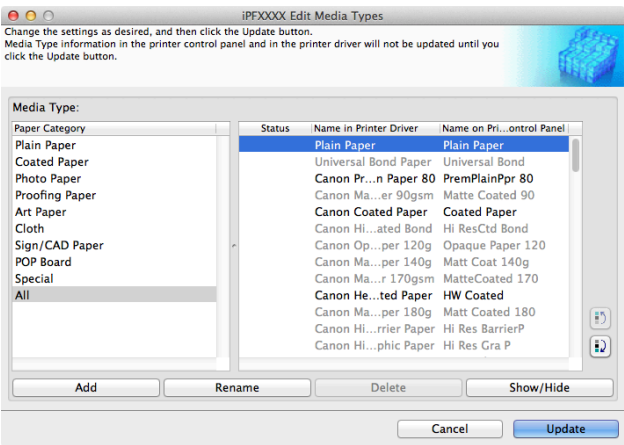 iPFXXXX Edit Media Types
Change the settings as desired, and then click the Update button.
Media Type information in the printer control panel and in the printer driver will not be updated until you
click the Update button.
Media Type:
Paper Category
Plain Paper
Coated Paper
Photo Paper
Proofing Paper
Art Paper
Cloth
Sign/CAD Paper
POP Board
Special
All
Status Name in Printer Driver Name on Pri...ontrol Panel
Plain Paper Plain Paper
Universal Bond Paper Universal Bond
Canon Pr...n Paper 80 PremPlainPpr 80
Canon Ma...er 90gsm Matte Coated 90
Canon Coated Paper Coated Paper
Canon Hi...ated Bond Hi ResCtd Bond
Canon Op...per 120g Opaque Paper 120
Canon Ma...per 140g Matt Coat 140g
Canon Ma...r 170gsm MatteCoated 170
Canon He...ted Paper HW Coated
Canon Ma...per 180g Matt Coated 180
Canon Hi...rrier Paper Hi Res BarrierP
Canon Hi...phic Paper Hi Res Gra P
Add Rename Delete Show/Hide
Cancel Update